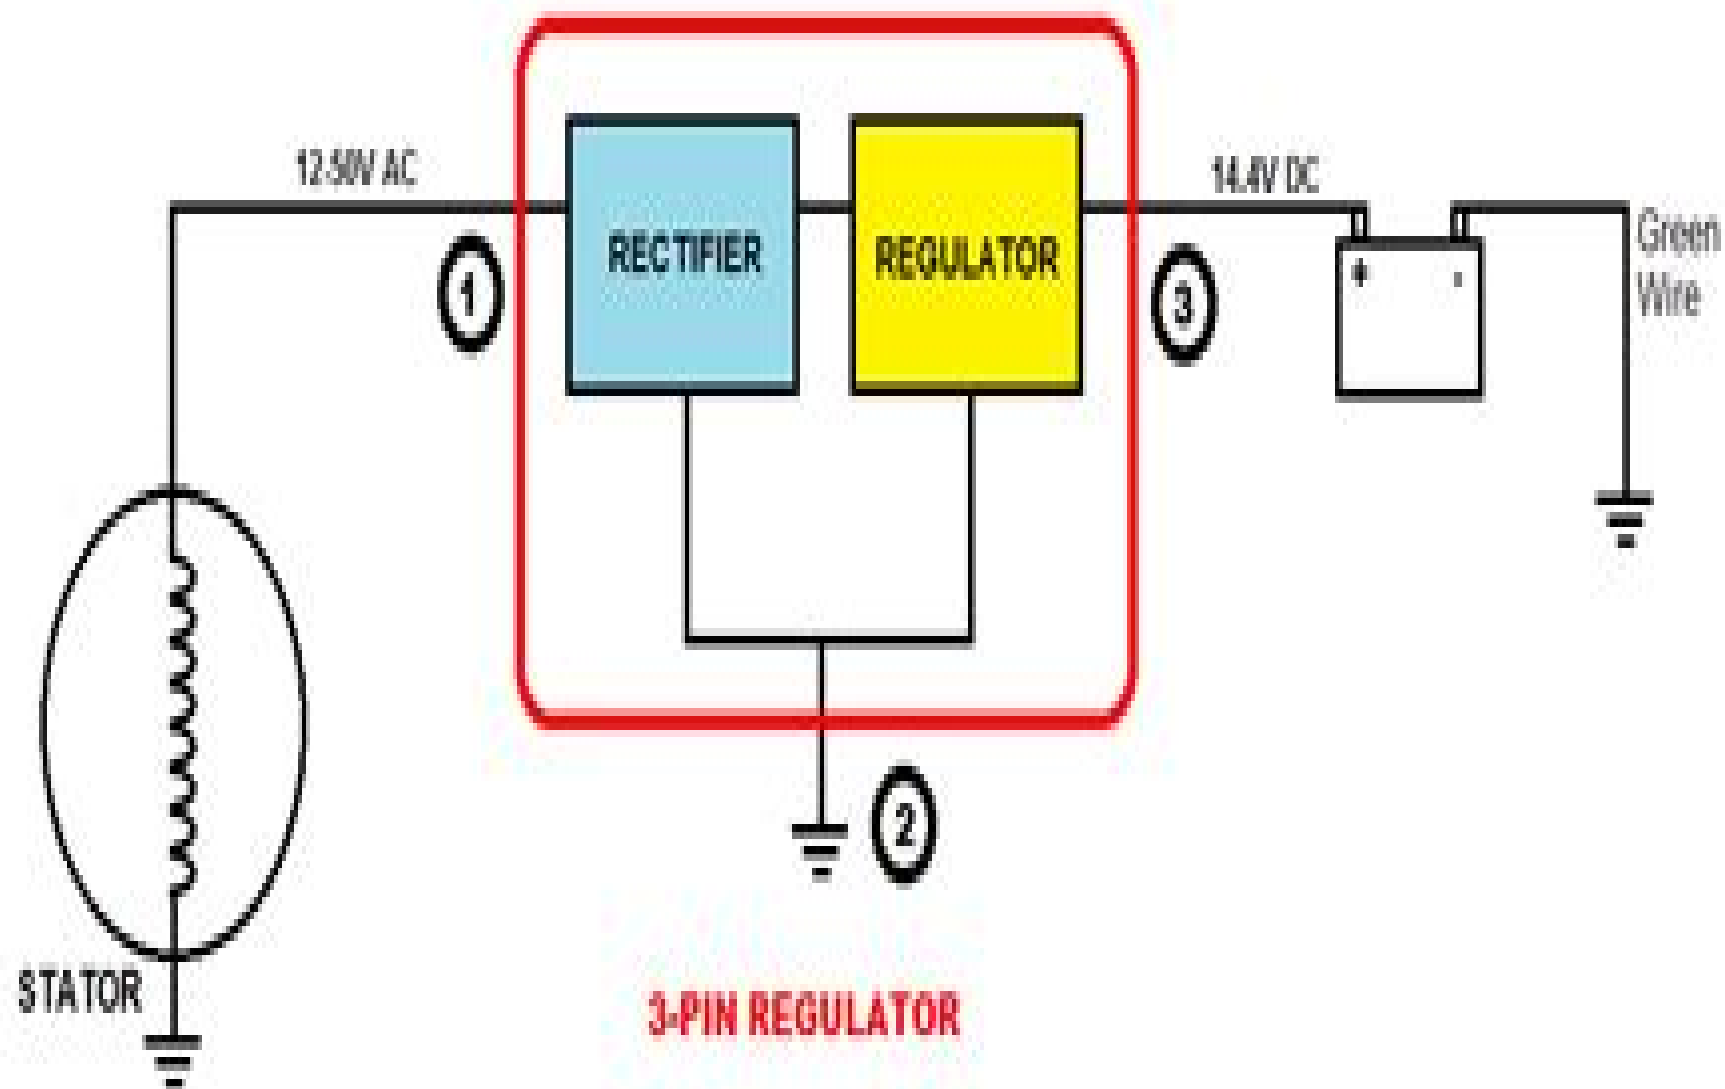 12.50V AC
14.4V DC
RECTIFIER
REGULATOR
Green
Wire
+
-
1
3
2
STATOR
3-PIN REGULATOR